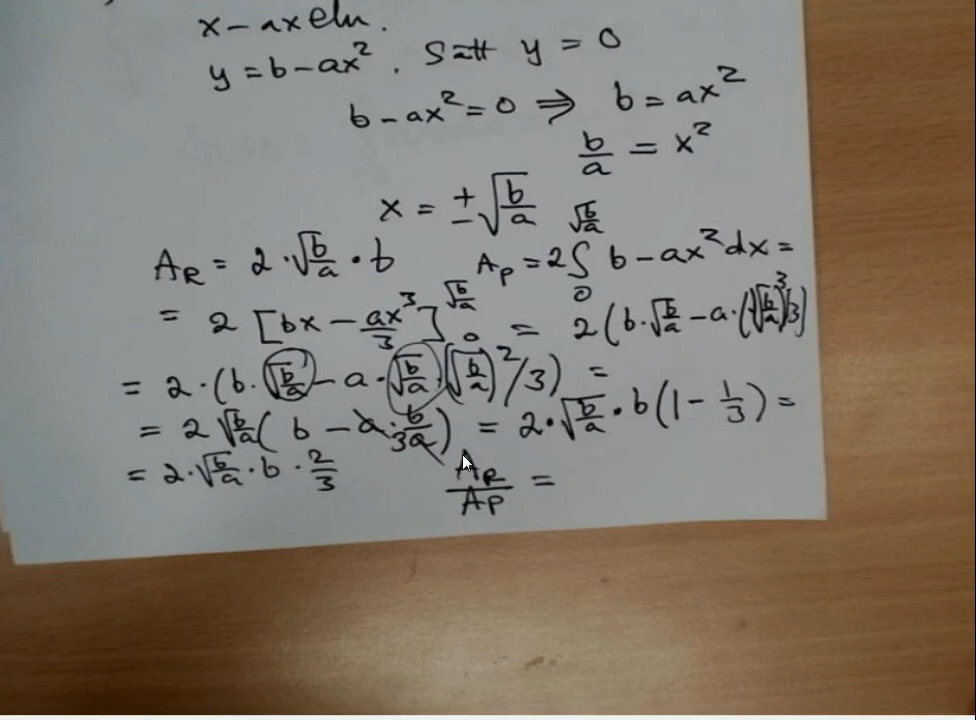 x - axeln.
y = b - ax². Sätt y = 0
b - ax² = 0 ⇒ b = ax²
b/a = x²
x = ±√(b/a)
A_R = 2·√(b/a)·b A_P = 2∫₀^√(b/a) b - ax² dx =
= 2 [bx - ax³/3]₀^√(b/a) = 2(b·√(b/a) - a·(√(b/a))³/3)
= 2·(b·√(b/a) - a·√(b/a)·(√(b/a))²/3) =
= 2√(b/a)(b - a·b/3a) = 2·√(b/a)·b(1 - 1/3) =
= 2·√(b/a)·b·2/3 A_R/A_P =